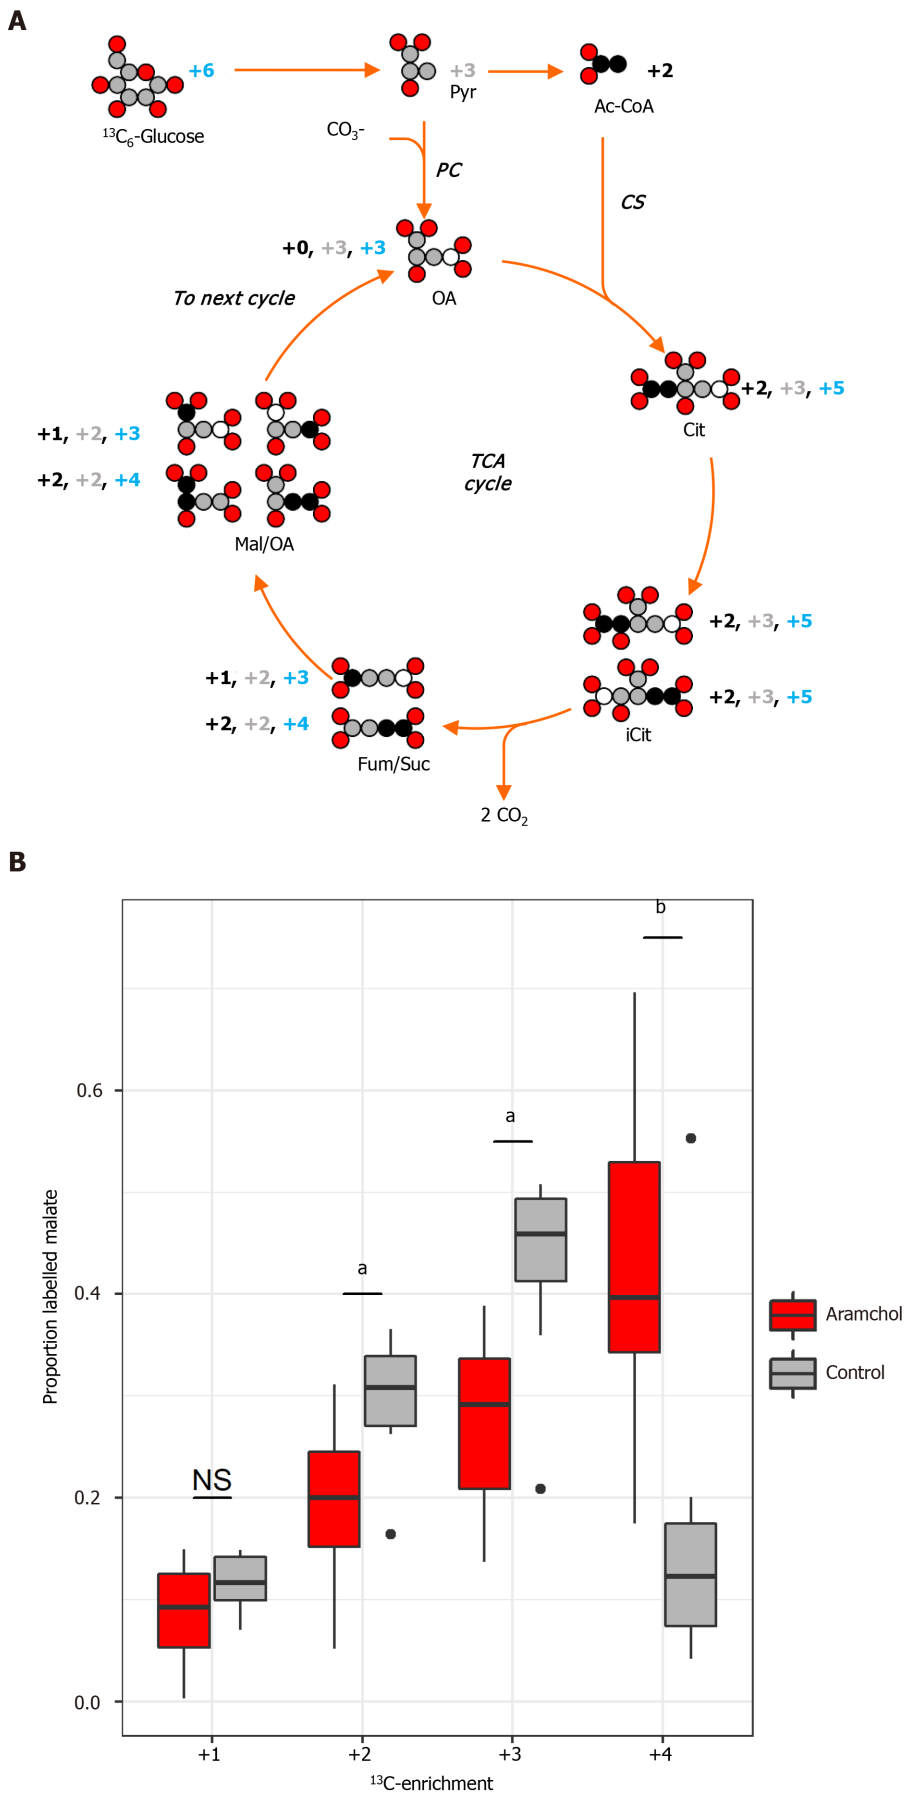 A
+6
+3
+2
Pyr
Ac-CoA
¹³C₆-Glucose
CO₃-
PC
CS
+0, +3, +3
To next cycle
OA
+2, +3, +5
Cit
+1, +2, +3
+2, +2, +4
TCA
cycle
Mal/OA
+2, +3, +5
+1, +2, +3
+2, +3, +5
+2, +2, +4
iCit
Fum/Suc
2 CO₂
B
b
0.6
a
Proportion labelled malate
a
0.4
Aramchol
Control
NS
0.2
0.0
+1 +2 +3 +4
¹³C-enrichment